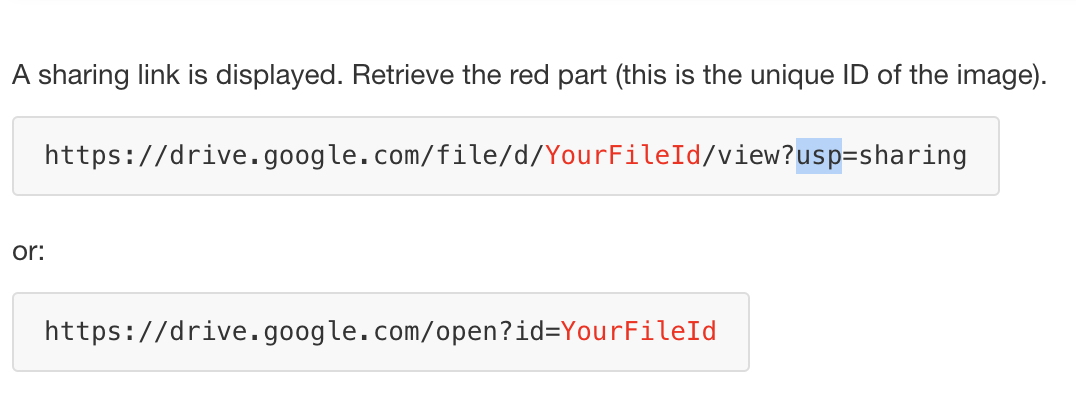 A sharing link is displayed. Retrieve the red part (this is the unique ID of the image).
https://drive.google.com/file/d/YourFileId/view?usp=sharing
or:
https://drive.google.com/open?id=YourFileId